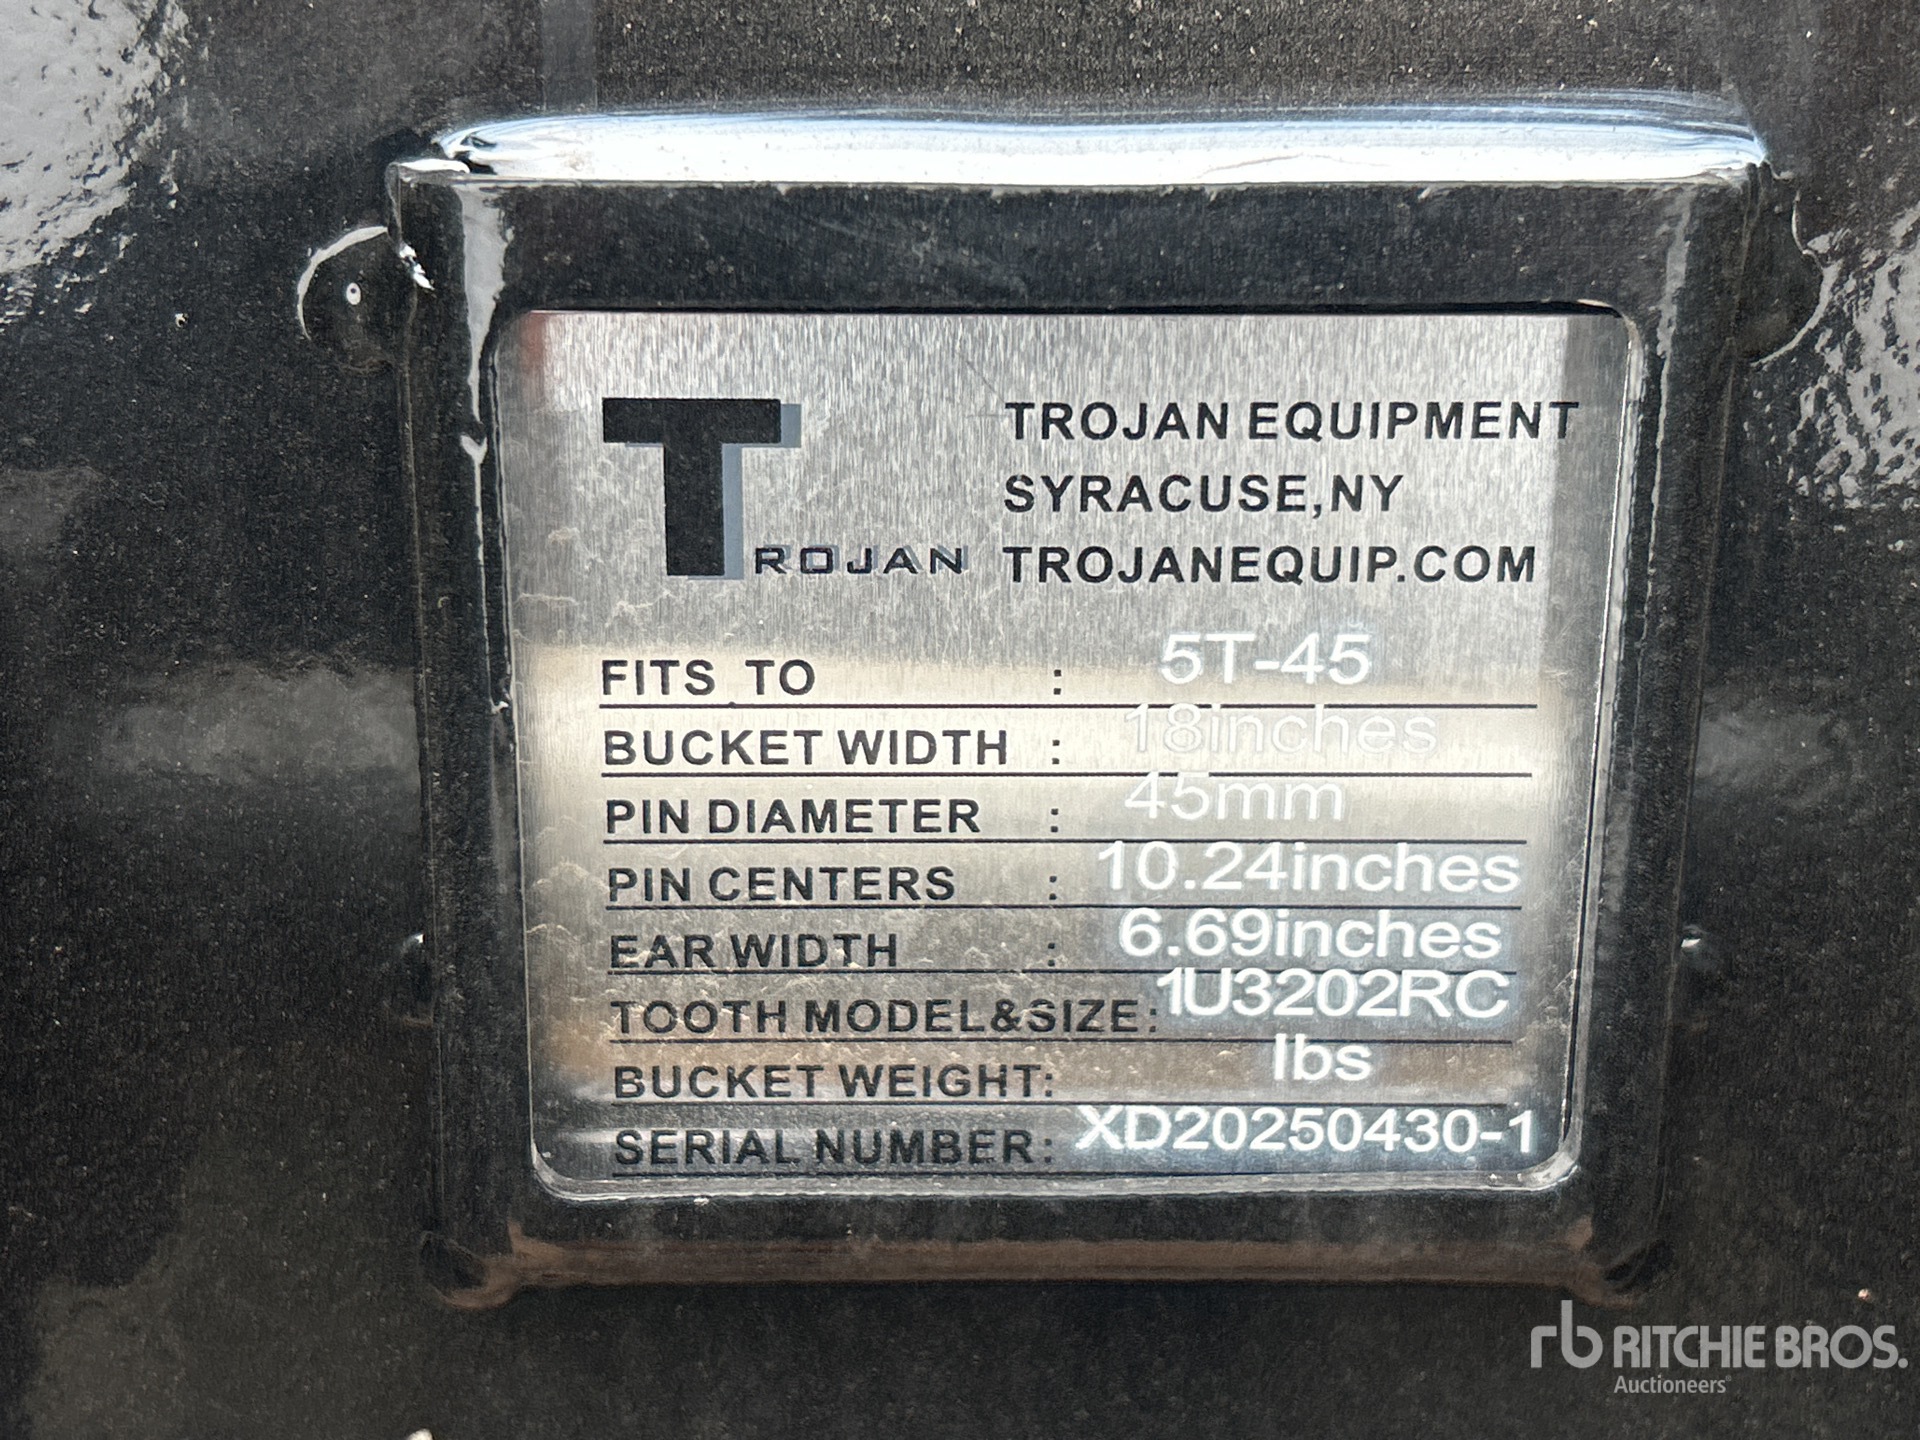 TROJAN
TROJAN EQUIPMENT
SYRACUSE,NY
TROJANEQUIP.COM
FITS TO : 5T-45
BUCKET WIDTH : 18inches
PIN DIAMETER : 45mm
PIN CENTERS : 10.24inches
EAR WIDTH : 6.69inches
TOOTH MODEL&SIZE: 1U3202RC
BUCKET WEIGHT: lbs
SERIAL NUMBER: XD20250430-1
rb RITCHIE BROS.
Auctioneers